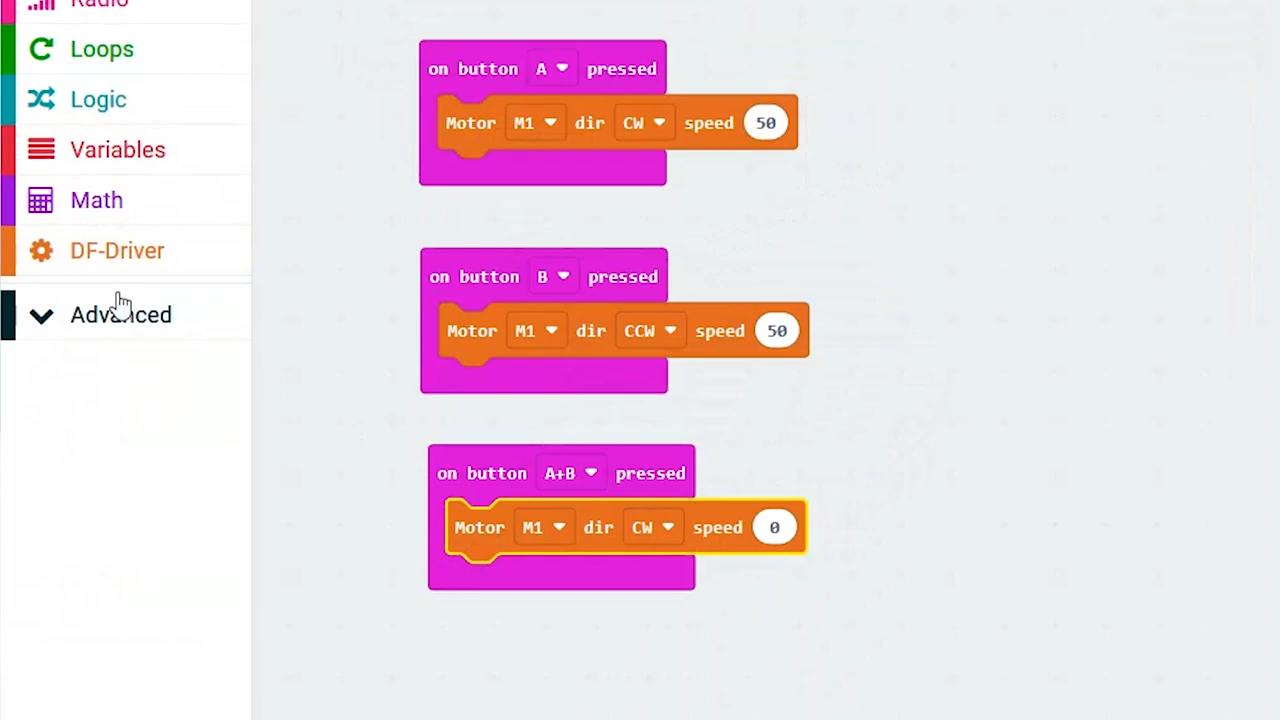 Radio
Loops
Logic
Variables
Math
DF-Driver
Advanced
on button A pressed
Motor M1 dir CW speed 50
on button B pressed
Motor M1 dir CCW speed 50
on button A+B pressed
Motor M1 dir CW speed 0